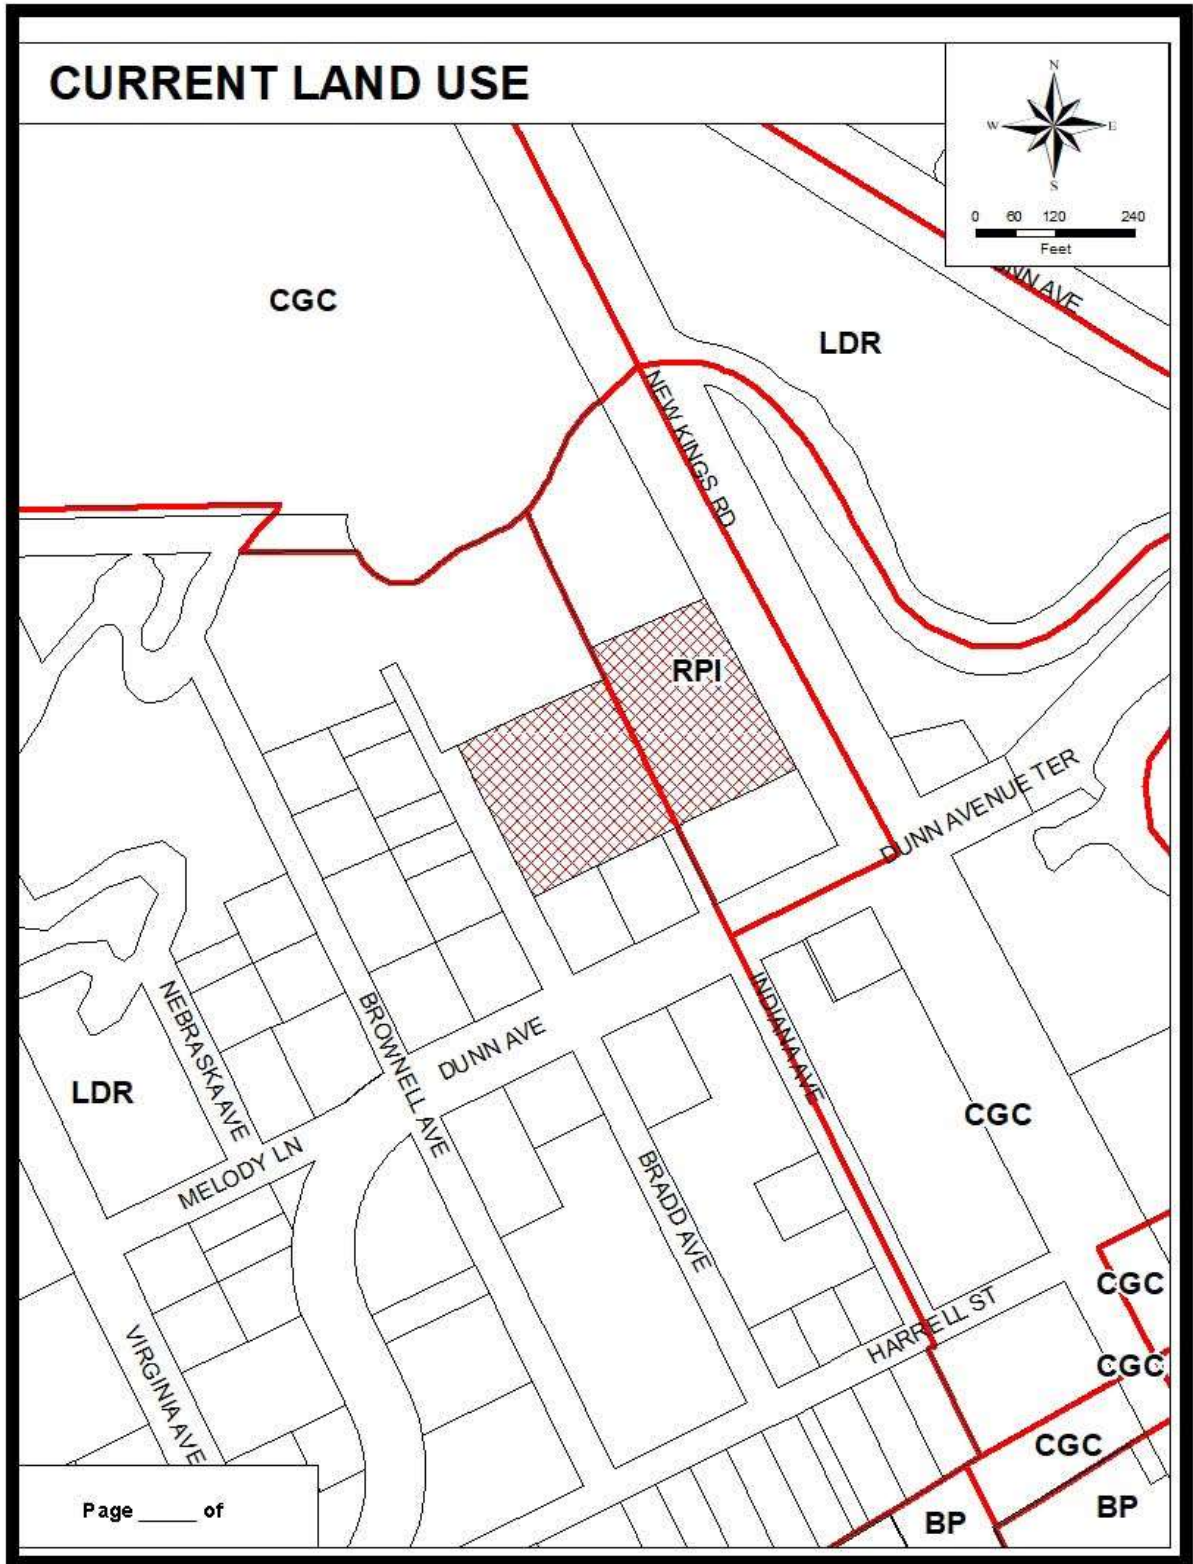 CURRENT LAND USE
N
W E
S
0 60 120 240
Feet
CGC
LDR
NEW KINGS RD
RPI
DUNN AVENUE TER
NEBRASKA AVE
BROWNELL AVE
DUNN AVE
INDIANA AVE
LDR
CGC
MELODY LN
BRADD AVE
VIRGINIA AVE
HARRELL ST
CGC
CGC
CGC
BP
BP
Page _____ of